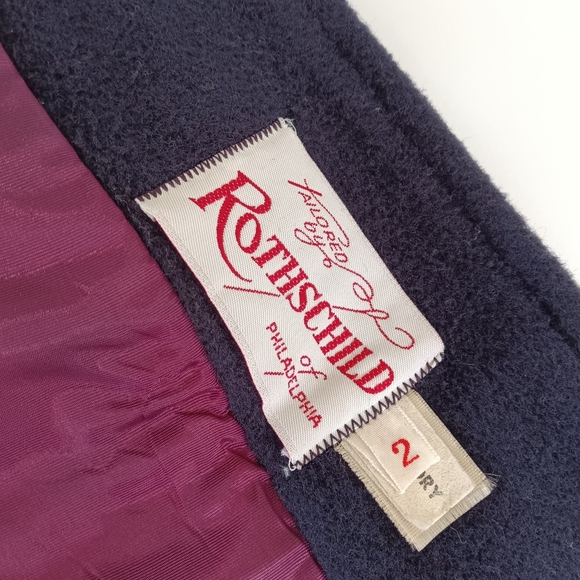 TAILORED
by
ROTHSCHILD
of
PHILADELPHIA
2